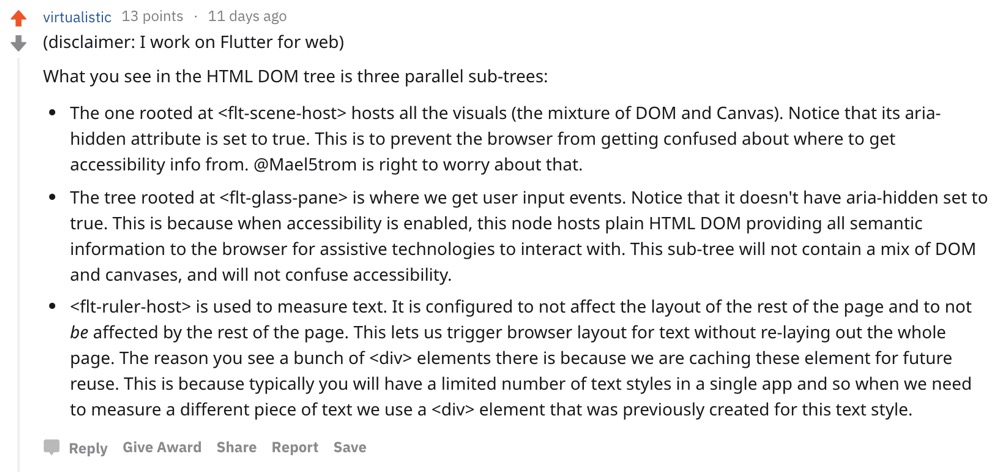 virtualistic 13 points · 11 days ago
(disclaimer: I work on Flutter for web)
What you see in the HTML DOM tree is three parallel sub-trees:
• The one rooted at <flt-scene-host> hosts all the visuals (the mixture of DOM and Canvas). Notice that its aria-
hidden attribute is set to true. This is to prevent the browser from getting confused about where to get
accessibility info from. @Mael5trom is right to worry about that.
• The tree rooted at <flt-glass-pane> is where we get user input events. Notice that it doesn't have aria-hidden set to
true. This is because when accessibility is enabled, this node hosts plain HTML DOM providing all semantic
information to the browser for assistive technologies to interact with. This sub-tree will not contain a mix of DOM
and canvases, and will not confuse accessibility.
• <flt-ruler-host> is used to measure text. It is configured to not affect the layout of the rest of the page and to not
be affected by the rest of the page. This lets us trigger browser layout for text without re-laying out the whole
page. The reason you see a bunch of <div> elements there is because we are caching these element for future
reuse. This is because typically you will have a limited number of text styles in a single app and so when we need
to measure a different piece of text we use a <div> element that was previously created for this text style.
Reply Give Award Share Report Save